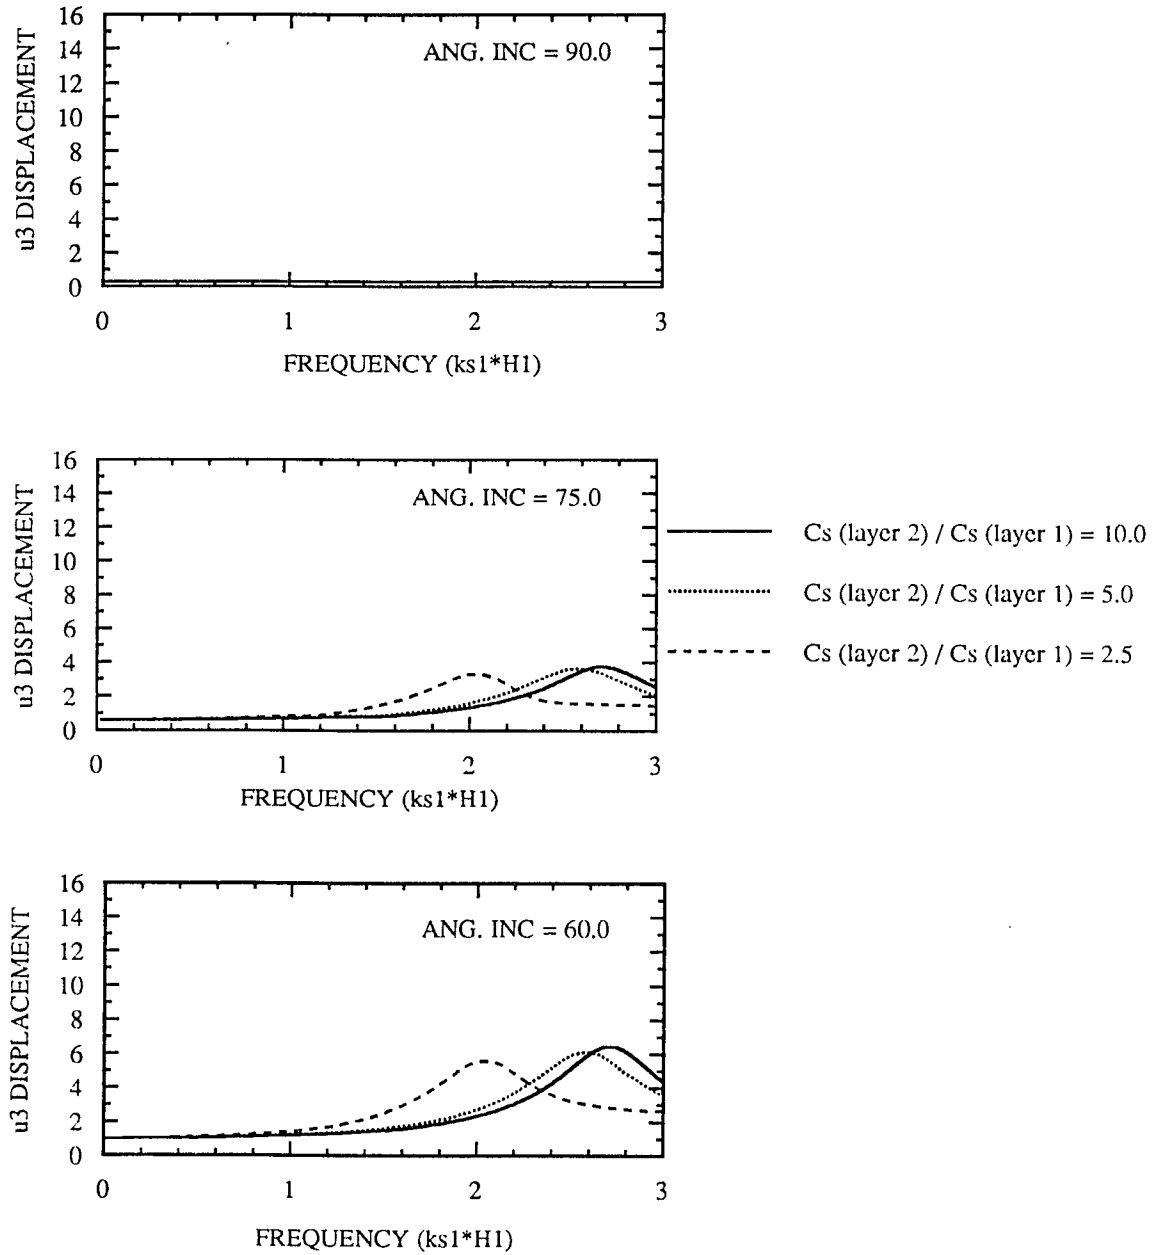 16
14
12
10
8
6
4
2
0
u3 DISPLACEMENT
ANG. INC = 90.0
0 1 2 3
FREQUENCY (ks1*H1)
16
14
12
10
8
6
4
2
0
u3 DISPLACEMENT
ANG. INC = 75.0
0 1 2 3
FREQUENCY (ks1*H1)
Cs (layer 2) / Cs (layer 1) = 10.0
Cs (layer 2) / Cs (layer 1) = 5.0
Cs (layer 2) / Cs (layer 1) = 2.5
16
14
12
10
8
6
4
2
0
u3 DISPLACEMENT
ANG. INC = 60.0
0 1 2 3
FREQUENCY (ks1*H1)